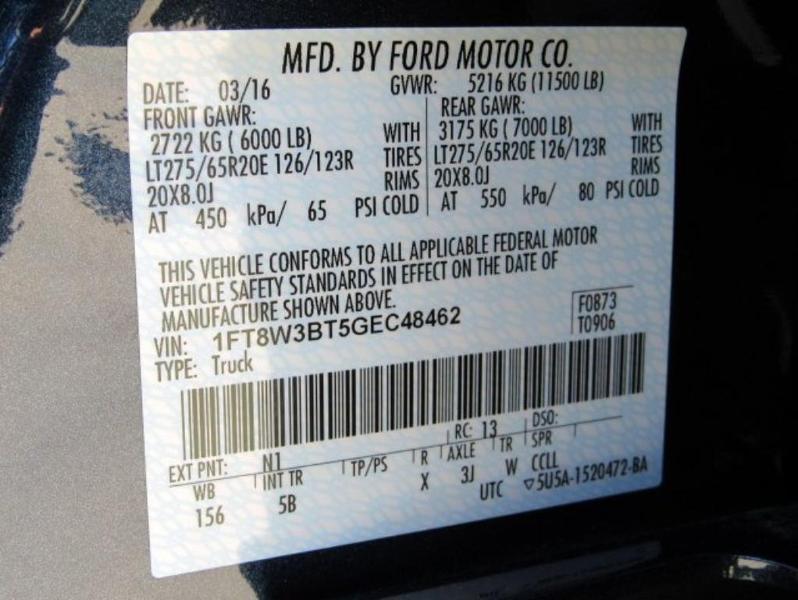 MFD. BY FORD MOTOR CO.
DATE: 03/16 GVWR: 5216 KG (11500 LB)
FRONT GAWR: REAR GAWR:
2722 KG ( 6000 LB) WITH 3175 KG ( 7000 LB) WITH
LT275/65R20E 126/123R TIRES LT275/65R20E 126/123R TIRES
20X8.0J RIMS 20X8.0J RIMS
AT 450 kPa/ 65 PSI COLD AT 550 kPa/ 80 PSI COLD
THIS VEHICLE CONFORMS TO ALL APPLICABLE FEDERAL MOTOR
VEHICLE SAFETY STANDARDS IN EFFECT ON THE DATE OF
MANUFACTURE SHOWN ABOVE.
F0873
VIN: 1FT8W3BT5GEC48462
T0906
TYPE: Truck
EXT PNT: N1 RC: 13 DSO:
WB INT TR TP/PS R AXLE TR SPR
156 5B X 3J W CCLL
UTC ▽5U5A-1520472-BA